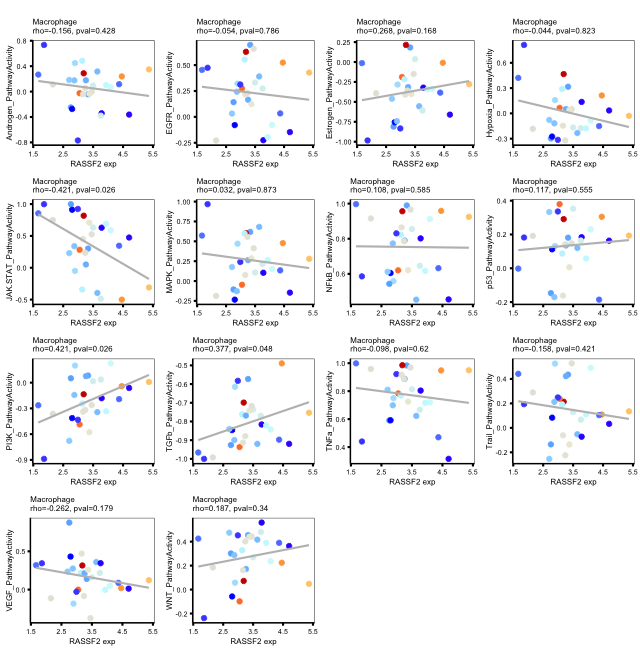 Macrophage
rho=-0.156, pval=0.428
Macrophage
rho=-0.054, pval=0.786
Macrophage
rho=0.268, pval=0.168
Macrophage
rho=-0.044, pval=0.823
Androgen_PathwayActivity
0.8
0.4
0.0
-0.4
-0.8
1.5 2.5 3.5 4.5 5.5
RASSF2 exp
EGFR_PathwayActivity
0.75
0.50
0.25
0.00
-0.25
1.5 2.5 3.5 4.5 5.5
RASSF2 exp
Estrogen_PathwayActivity
0.25
0.00
-0.25
-0.50
-0.75
-1.00
1.5 2.5 3.5 4.5 5.5
RASSF2 exp
Hypoxia_PathwayActivity
0.6
0.3
0.0
-0.3
1.5 2.5 3.5 4.5 5.5
RASSF2 exp
Macrophage
rho=-0.421, pval=0.026
Macrophage
rho=0.032, pval=0.873
Macrophage
rho=0.108, pval=0.585
Macrophage
rho=0.117, pval=0.555
JAK.STAT_PathwayActivity
1.0
0.5
0.0
-0.5
1.5 2.5 3.5 4.5 5.5
RASSF2 exp
MAPK_PathwayActivity
1.00
0.75
0.50
0.25
0.00
-0.25
1.5 2.5 3.5 4.5 5.5
RASSF2 exp
NFkB_PathwayActivity
1.0
0.8
0.6
1.5 2.5 3.5 4.5 5.5
RASSF2 exp
p53_PathwayActivity
0.4
0.2
0.0
-0.2
1.5 2.5 3.5 4.5 5.5
RASSF2 exp
Macrophage
rho=0.421, pval=0.026
Macrophage
rho=0.377, pval=0.048
Macrophage
rho=-0.098, pval=0.62
Macrophage
rho=-0.158, pval=0.421
PI3K_PathwayActivity
0.0
-0.3
-0.6
-0.9
1.5 2.5 3.5 4.5 5.5
RASSF2 exp
TGFb_PathwayActivity
-0.5
-0.6
-0.7
-0.8
-0.9
-1.0
1.5 2.5 3.5 4.5 5.5
RASSF2 exp
TNFa_PathwayActivity
1.0
0.8
0.6
0.4
1.5 2.5 3.5 4.5 5.5
RASSF2 exp
Trail_PathwayActivity
0.4
0.2
0.0
-0.2
1.5 2.5 3.5 4.5 5.5
RASSF2 exp
Macrophage
rho=-0.262, pval=0.179
Macrophage
rho=0.187, pval=0.34
VEGF_PathwayActivity
0.5
0.0
1.5 2.5 3.5 4.5 5.5
RASSF2 exp
WNT_PathwayActivity
0.4
0.2
0.0
-0.2
1.5 2.5 3.5 4.5 5.5
RASSF2 exp